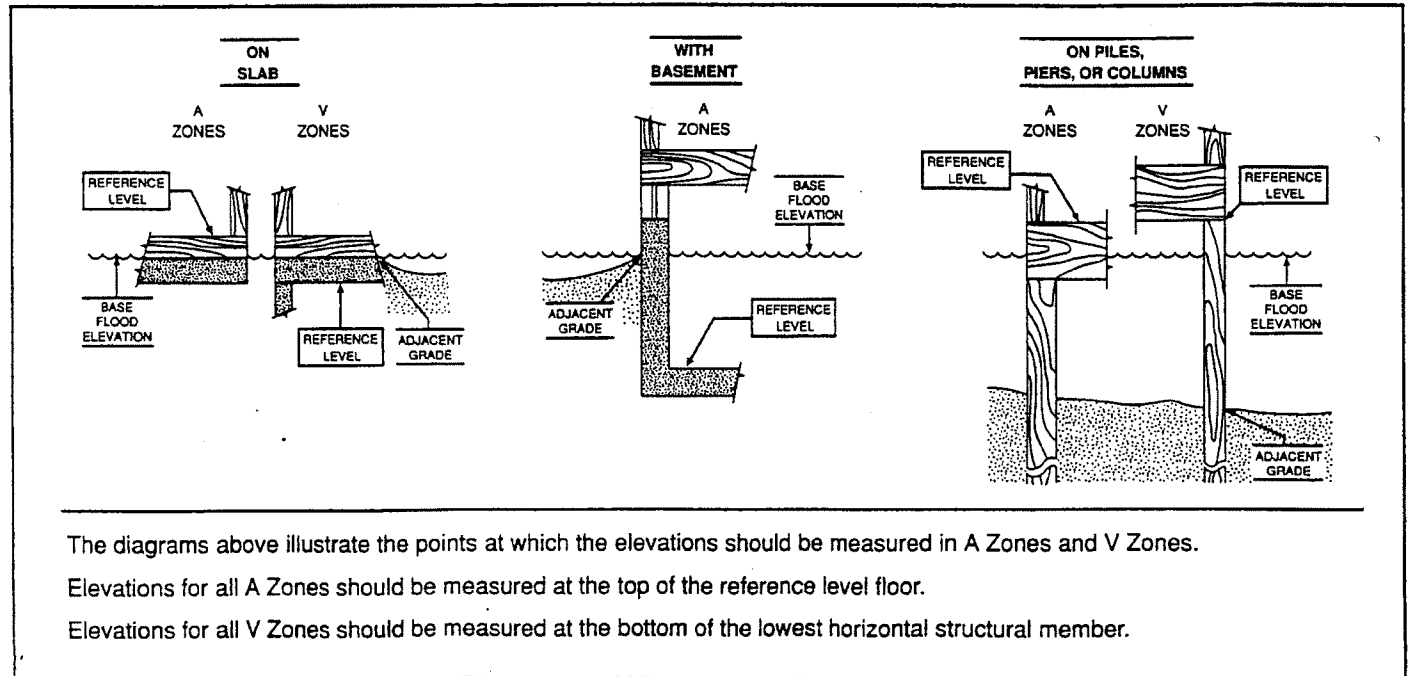 ON
SLAB
A
ZONES
V
ZONES
REFERENCE
LEVEL
BASE
FLOOD
ELEVATION
REFERENCE
LEVEL
ADJACENT
GRADE
WITH
BASEMENT
A
ZONES
BASE
FLOOD
ELEVATION
ADJACENT
GRADE
REFERENCE
LEVEL
ON PILES,
PIERS, OR COLUMNS
A
ZONES
V
ZONES
REFERENCE
LEVEL
REFERENCE
LEVEL
BASE
FLOOD
ELEVATION
ADJACENT
GRADE
The diagrams above illustrate the points at which the elevations should be measured in A Zones and V Zones.
Elevations for all A Zones should be measured at the top of the reference level floor.
Elevations for all V Zones should be measured at the bottom of the lowest horizontal structural member.